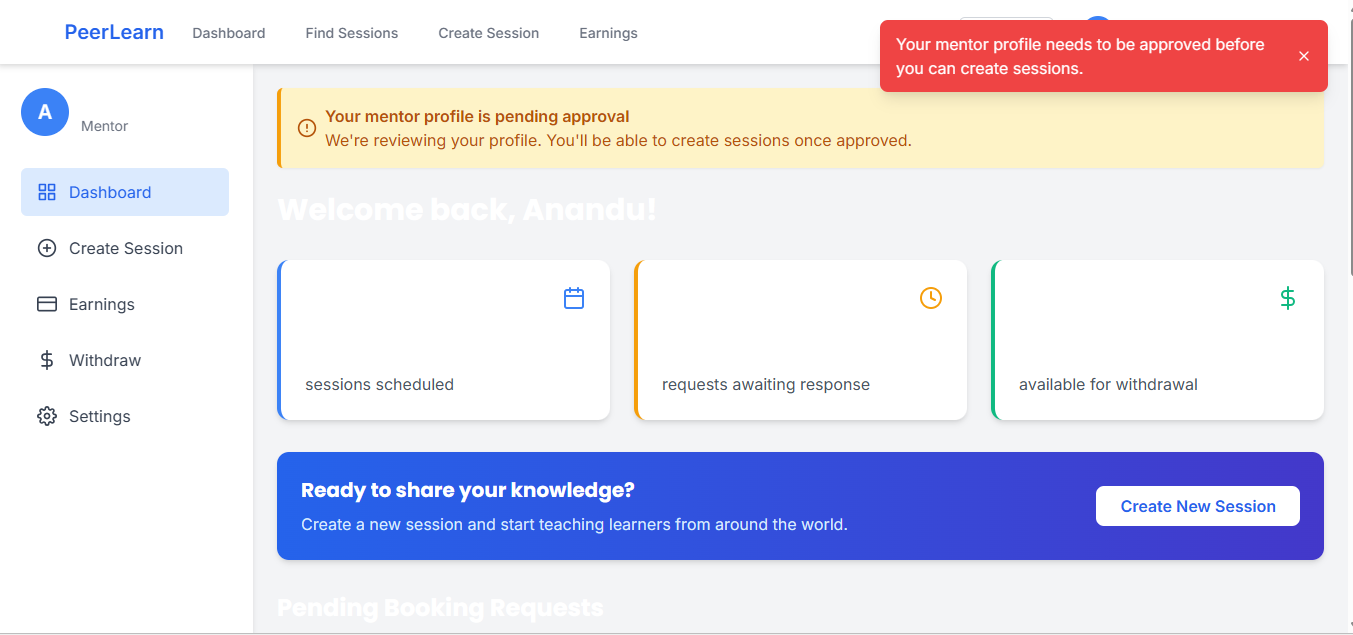 PeerLearn
Dashboard
Find Sessions
Create Session
Earnings
Your mentor profile needs to be approved before
you can create sessions.
A
Mentor
Dashboard
Create Session
Earnings
Withdraw
Settings
Your mentor profile is pending approval
We're reviewing your profile. You'll be able to create sessions once approved.
Welcome back, Anandu!
sessions scheduled
requests awaiting response
available for withdrawal
Ready to share your knowledge?
Create a new session and start teaching learners from around the world.
Create New Session
Pending Booking Requests